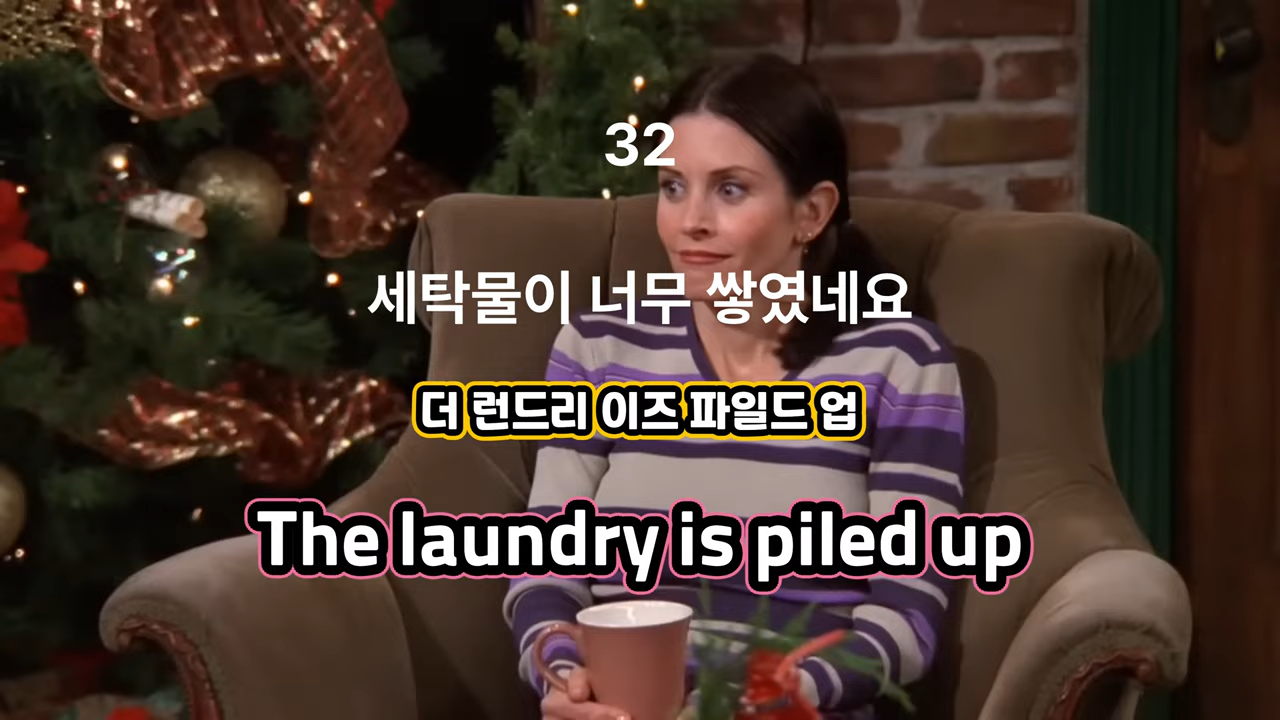 32
세탁물이 너무 쌓였네요
더 런드리 이즈 파일드 업
The laundry is piled up